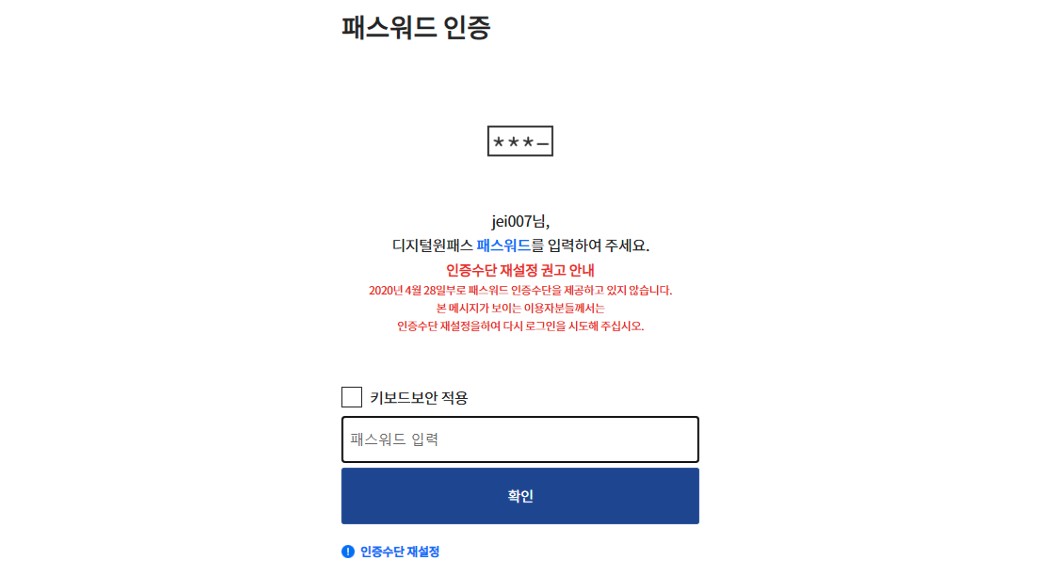 패스워드 인증
***–
jei007님,
디지털원패스 패스워드를 입력하여 주세요.
인증수단 재설정 권고 안내
2020년 4월 28일부로 패스워드 인증수단을 제공하고 있지 않습니다.
본 메시지가 보이는 이용자분들께서는
인증수단 재설정을하여 다시 로그인을 시도해 주십시오.
키보드보안 적용
패스워드 입력
확인
인증수단 재설정